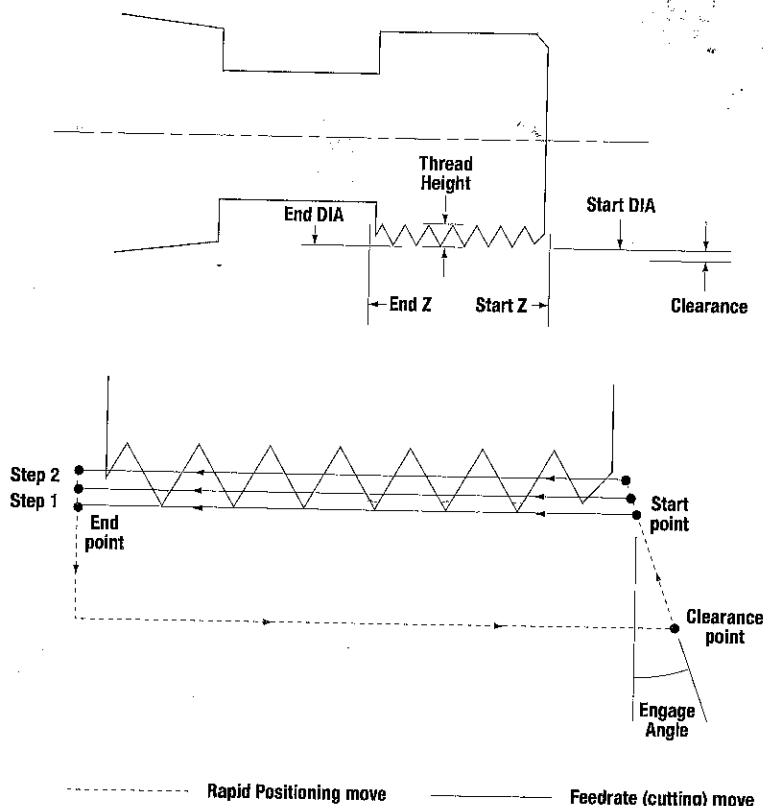 Thread
Height
End DIA
Start DIA
End Z
Start Z
Clearance
Step 2
Step 1
End
point
Start
point
Clearance
point
Engage
Angle
Rapid Positioning move
Feedrate (cutting) move